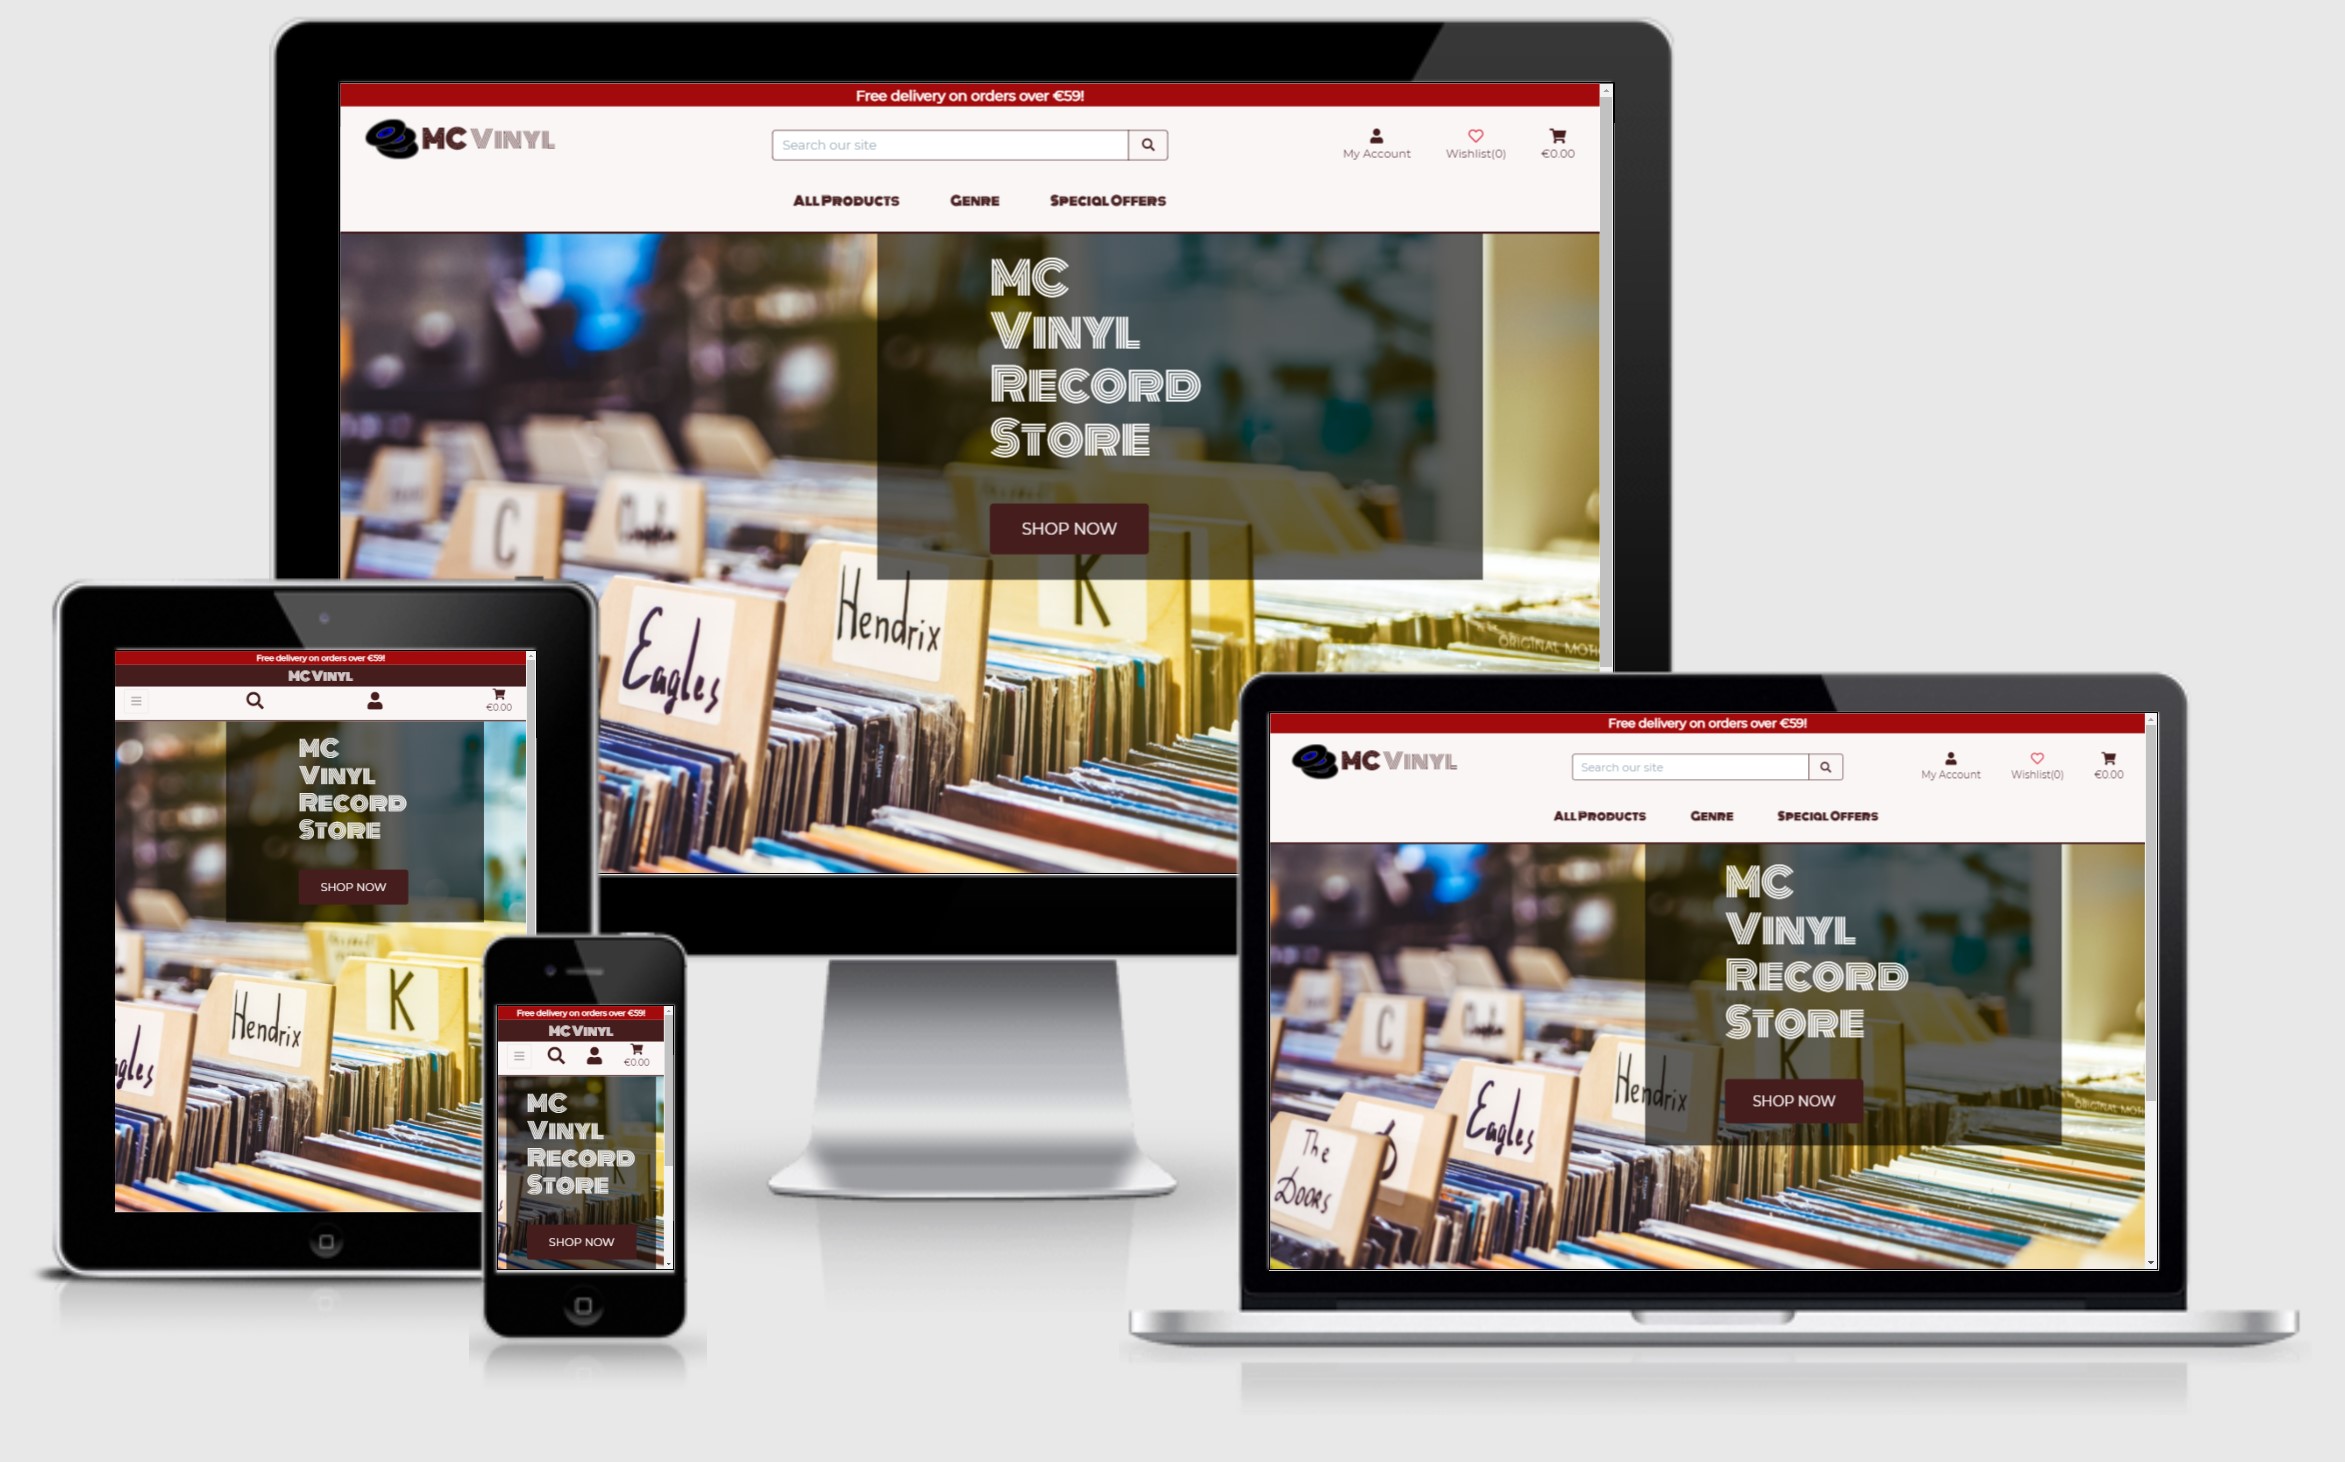 Free delivery on orders over €59!
MC VINYL
Search our site
My Account
Wishlist(0)
€0.00
ALL PRODUCTS
GENRE
SPECIAL OFFERS
MC
VINYL
RECORD
STORE
SHOP NOW
C
K
Hendrix
Eagles
ORIGINAL MOTI
Free delivery on orders over €59!
MC VINYL
€0.00
MC
VINYL
RECORD
STORE
SHOP NOW
K
Hendrix
gles
Free delivery on orders over €59!
MC VINYL
€0.00
MC
VINYL
RECORD
STORE
SHOP NOW
Free delivery on orders over €59!
MC VINYL
Search our site
My Account
Wishlist(0)
€0.00
ALL PRODUCTS
GENRE
SPECIAL OFFERS
MC
VINYL
RECORD
STORE
SHOP NOW
C
K
Hendrix
Eagles
The
Doors
ORIGINAL MOTI